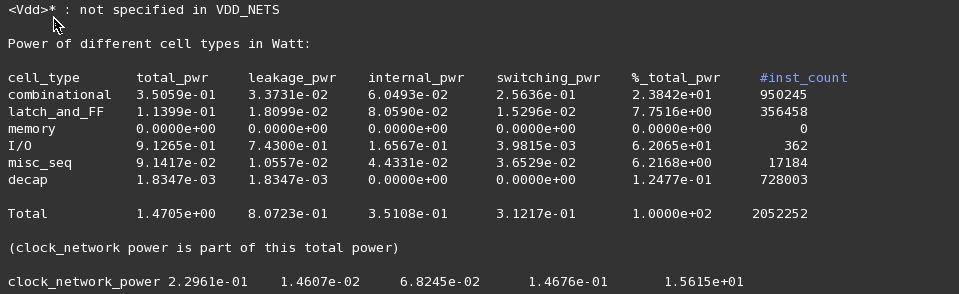 <Vdd>* : not specified in VDD_NETS
Power of different cell types in Watt:
cell_type total_pwr leakage_pwr internal_pwr switching_pwr %_total_pwr #inst_count
combinational 3.5059e-01 3.3731e-02 6.0493e-02 2.5636e-01 2.3842e+01 950245
latch_and_FF 1.1399e-01 1.8099e-02 8.0590e-02 1.5296e-02 7.7516e+00 356458
memory 0.0000e+00 0.0000e+00 0.0000e+00 0.0000e+00 0.0000e+00 0
I/O 9.1265e-01 7.4300e-01 1.6567e-01 3.9815e-03 6.2065e+01 362
misc_seq 9.1417e-02 1.0557e-02 4.4331e-02 3.6529e-02 6.2168e+00 17184
decap 1.8347e-03 1.8347e-03 0.0000e+00 0.0000e+00 1.2477e-01 728003
Total 1.4705e+00 8.0723e-01 3.5108e-01 3.1217e-01 1.0000e+02 2052252
(clock_network power is part of this total power)
clock_network_power 2.2961e-01 1.4607e-02 6.8245e-02 1.4676e-01 1.5615e+01